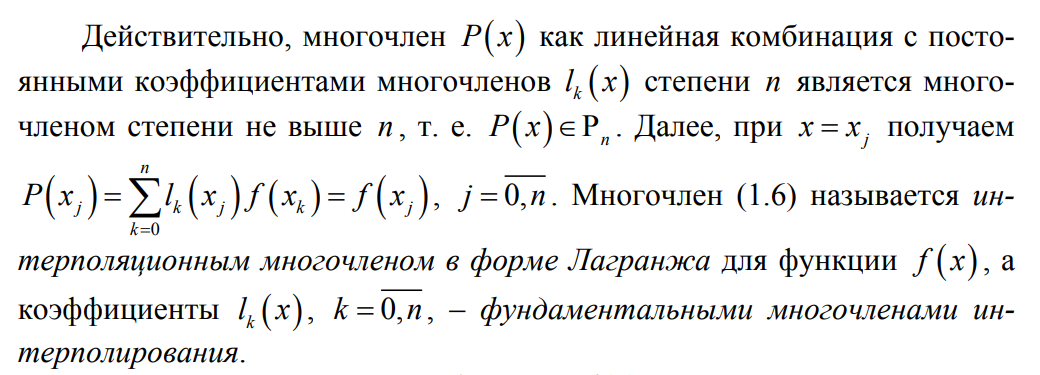 Действительно, многочлен P(x) как линейная комбинация с посто-
янными коэффициентами многочленов l_k(x) степени n является много-
членом степени не выше n, т. е. P(x)∈P_n. Далее, при x = x_j получаем
P(x_j) = \sum_{k=0}^{n} l_k(x_j) f(x_k) = f(x_j), j = \overline{0,n}. Многочлен (1.6) называется ин-
терполяционным многочленом в форме Лагранжа для функции f(x), а
коэффициенты l_k(x), k = \overline{0,n}, – фундаментальными многочленами ин-
терполирования.